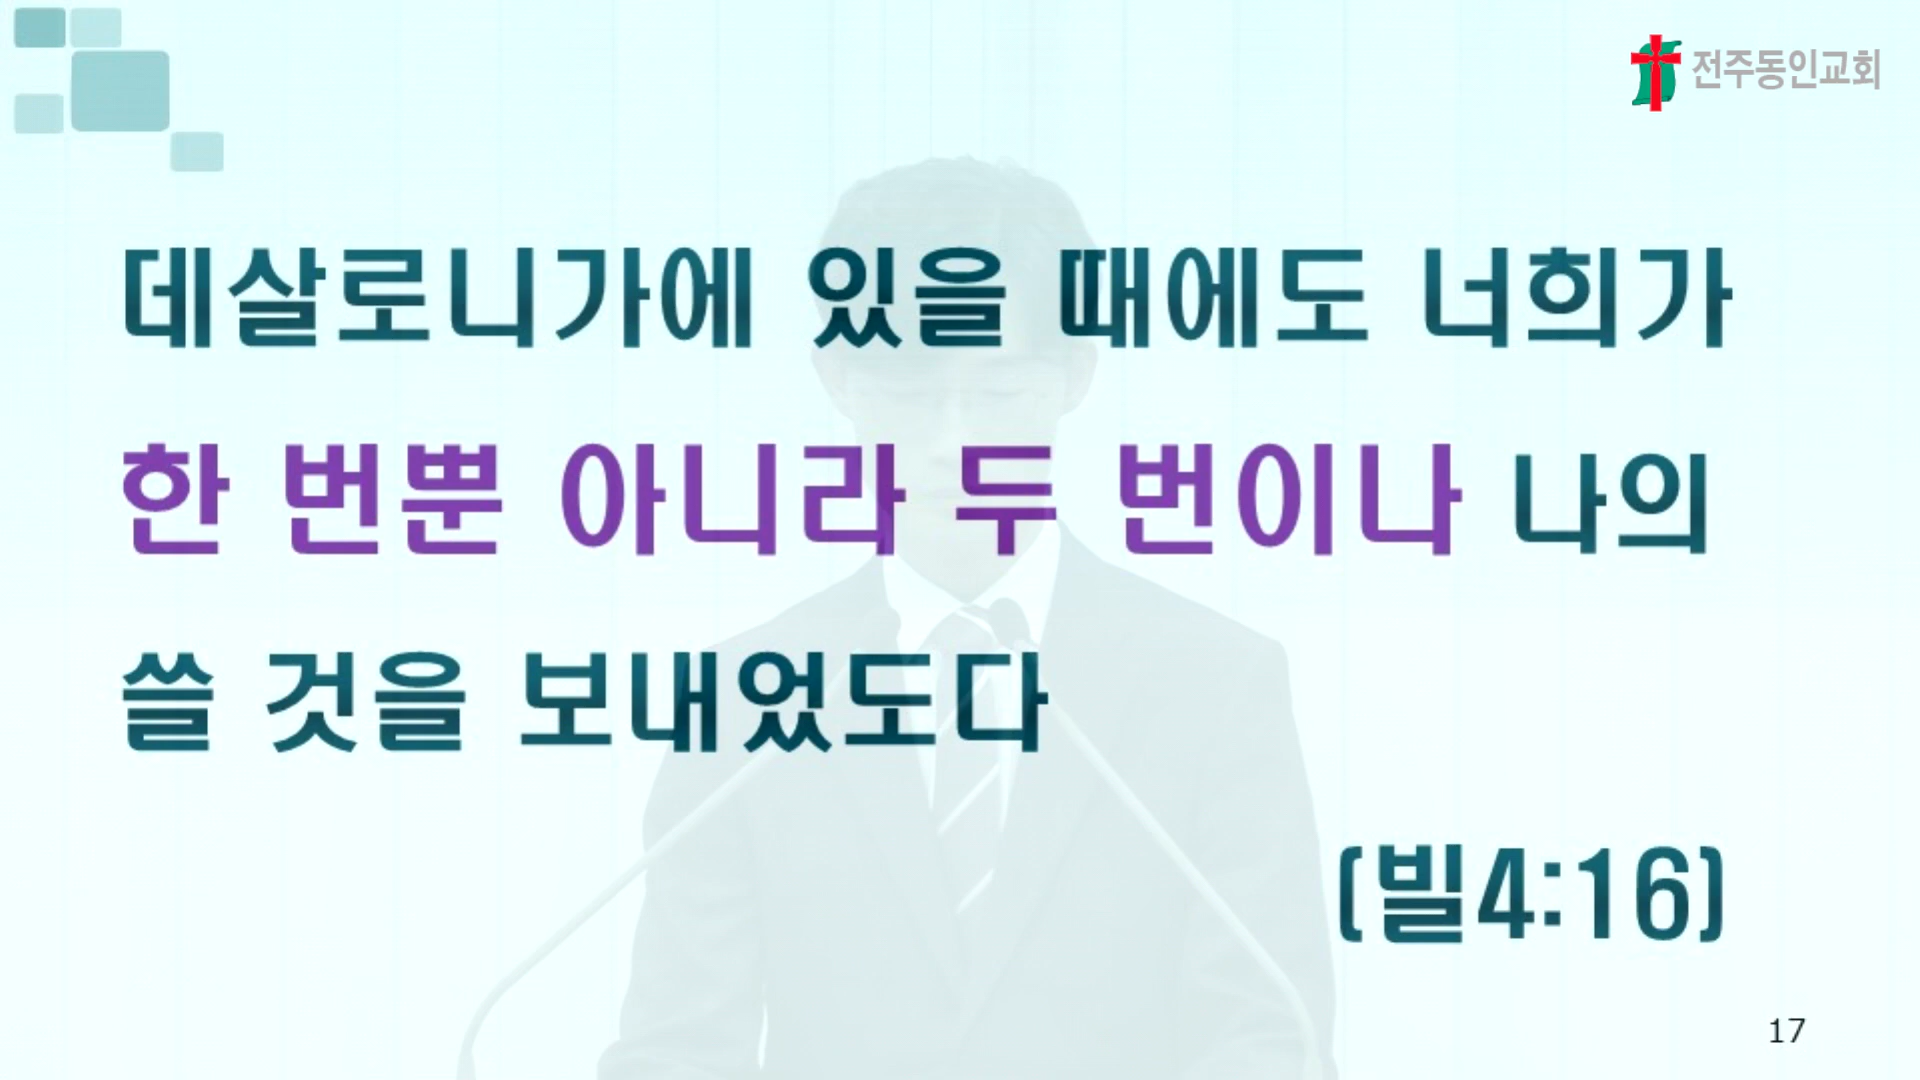 전주동인교회
데살로니가에 있을 때에도 너희가
한 번뿐 아니라 두 번이나 나의
쓸 것을 보내었도다
(빌4:16)
17